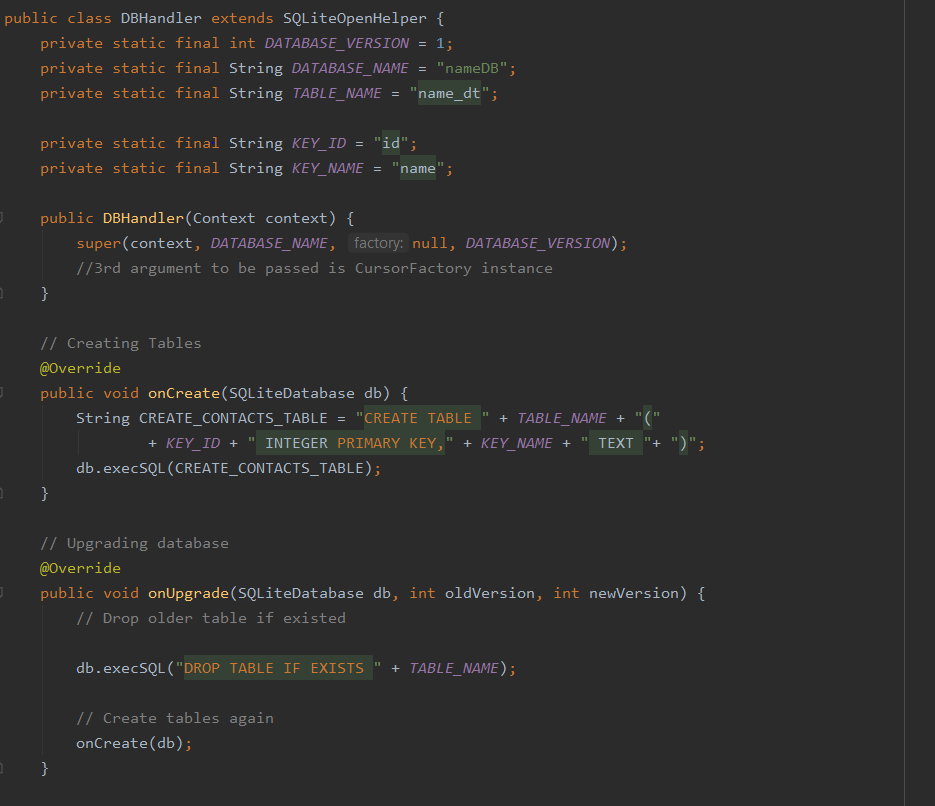 public class DBHandler extends SQLiteOpenHelper {
    private static final int DATABASE_VERSION = 1;
    private static final String DATABASE_NAME = "nameDB";
    private static final String TABLE_NAME = "name_dt";
    private static final String KEY_ID = "id";
    private static final String KEY_NAME = "name";
    public DBHandler(Context context) {
        super(context, DATABASE_NAME, factory: null, DATABASE_VERSION);
        //3rd argument to be passed is CursorFactory instance
    }
    // Creating Tables
    @Override
    public void onCreate(SQLiteDatabase db) {
        String CREATE_CONTACTS_TABLE = "CREATE TABLE " + TABLE_NAME + "("
                + KEY_ID + " INTEGER PRIMARY KEY," + KEY_NAME + " TEXT "+ ")";
        db.execSQL(CREATE_CONTACTS_TABLE);
    }
    // Upgrading database
    @Override
    public void onUpgrade(SQLiteDatabase db, int oldVersion, int newVersion) {
        // Drop older table if existed
        db.execSQL("DROP TABLE IF EXISTS " + TABLE_NAME);
        // Create tables again
        onCreate(db);
    }